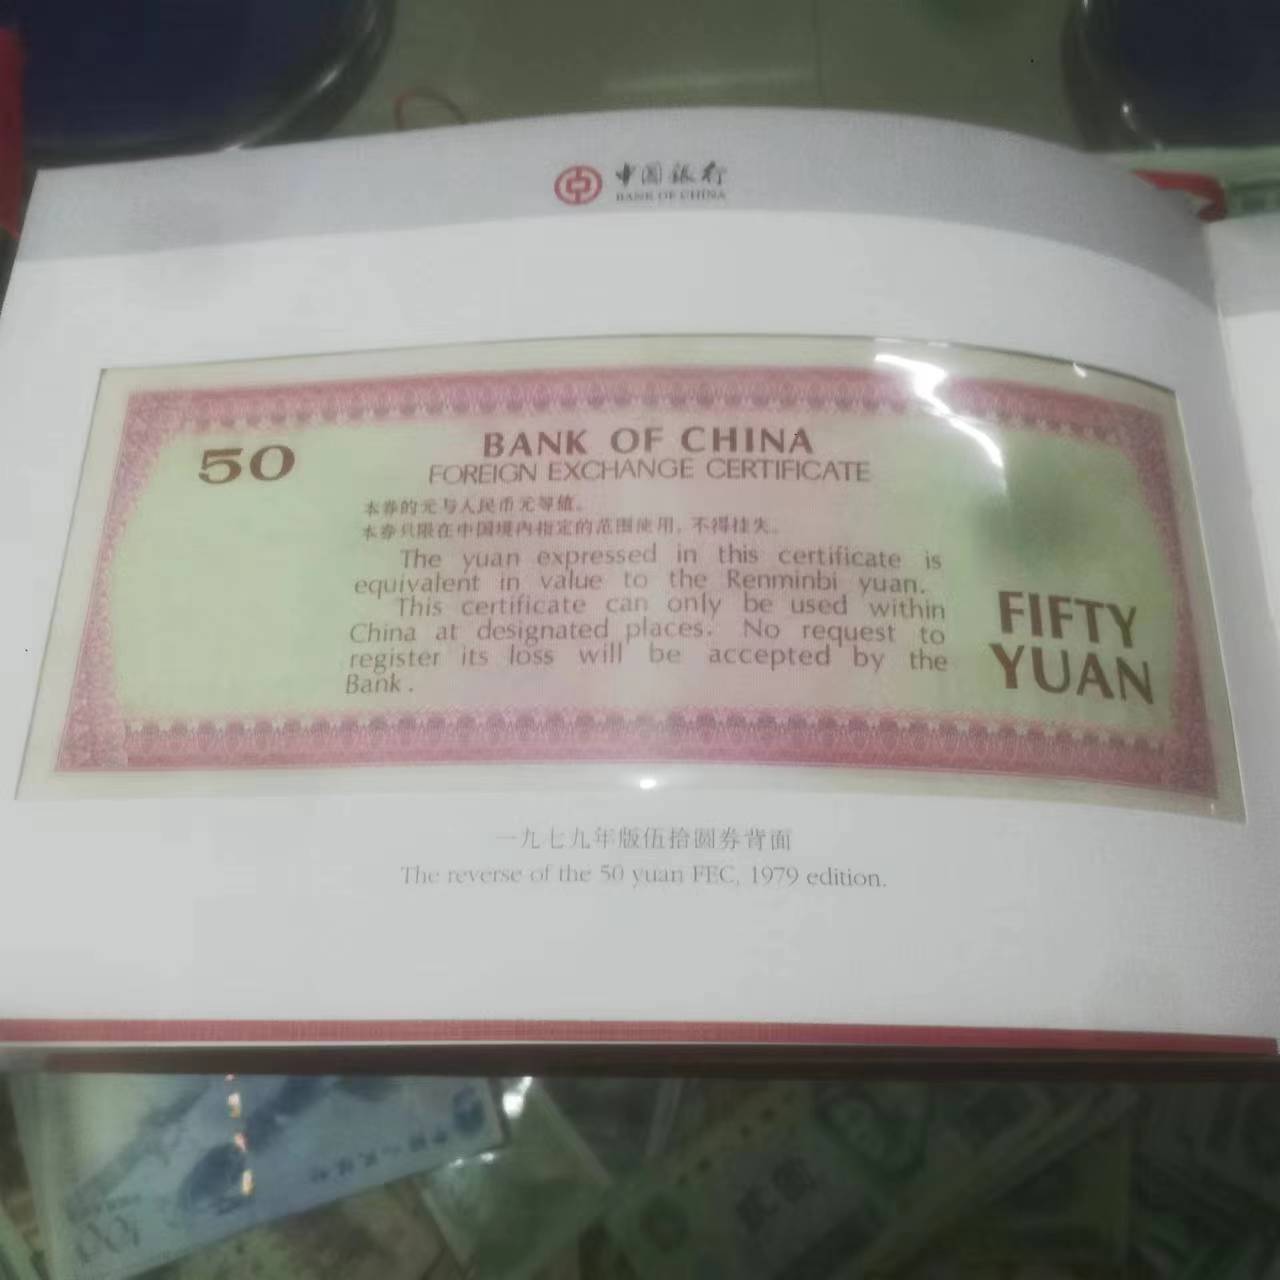 中国銀行
BANK OF CHINA
50
BANK OF CHINA
FOREIGN EXCHANGE CERTIFICATE
本券的元与人民币元等值。
本券只限在中国境内指定的范围使用，不得挂失。
The yuan expressed in this certificate is
equivalent in value to the Renminbi yuan.
This certificate can only be used within
China at designated places. No request to
register its loss will be accepted by the
Bank.
FIFTY
YUAN
一九七九年版伍拾圆券背面
The reverse of the 50 yuan FEC, 1979 edition.
100